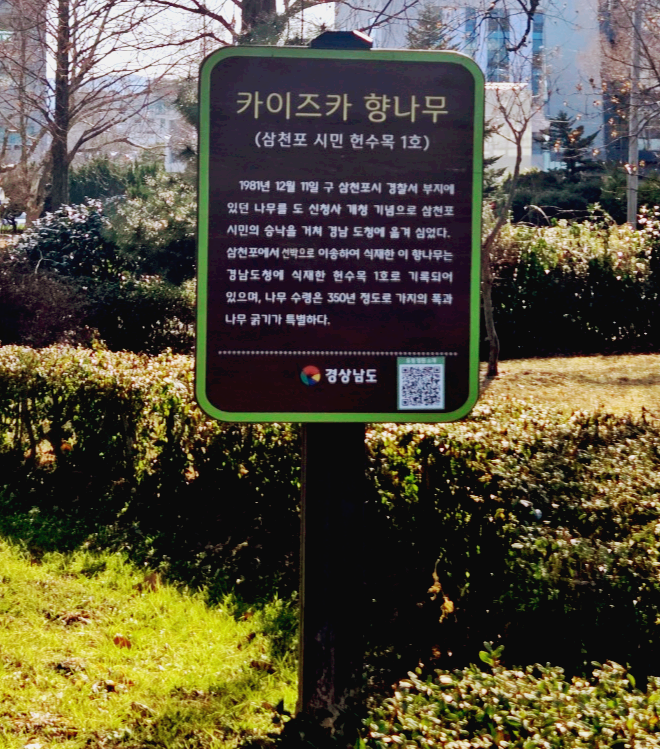 카이즈카 향나무
(삼천포 시민 헌수목 1호)
1981년 12월 11일 구 삼천포시 경찰서 부지에
있던 나무를 도 신청사 개청 기념으로 삼천포
시민의 승낙을 거쳐 경남 도청에 옮겨 심었다.
삼천포에서 선박으로 이송하여 식재한 이 향나무는
경남도청에 식재한 헌수목 1호로 기록되어
있으며, 나무 수령은 350년 정도로 가지의 폭과
나무 굵기가 특별하다.
경상남도